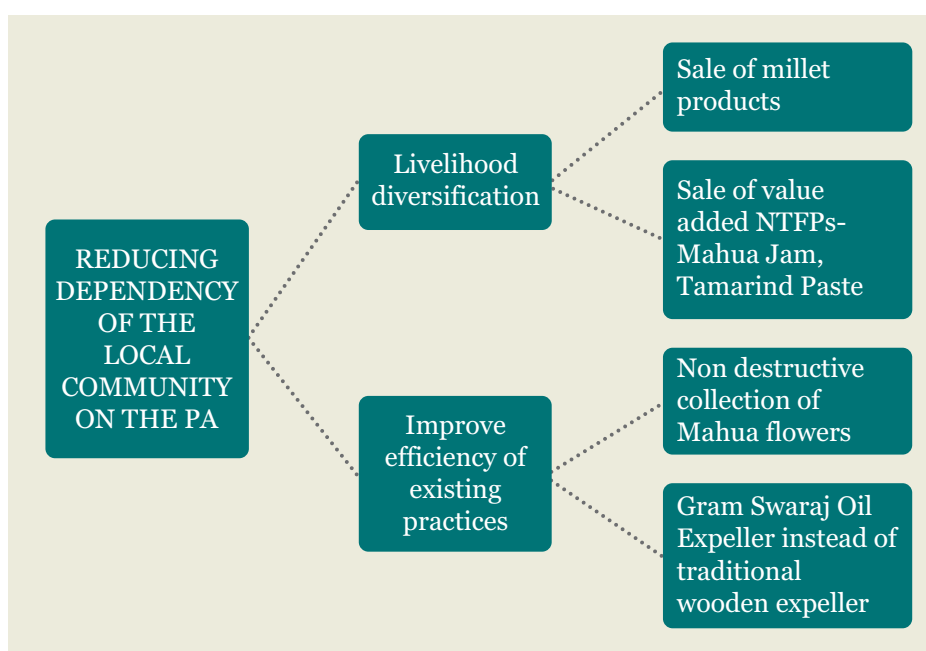 REDUCING
DEPENDENCY
OF THE
LOCAL
COMMUNITY
ON THE PA
Livelihood
diversification
Sale of millet
products
Sale of value
added NTFPs-
Mahua Jam,
Tamarind Paste
Improve
efficiency of
existing
practices
Non destructive
collection of
Mahua flowers
Gram Swaraj Oil
Expeller instead of
traditional
wooden expeller